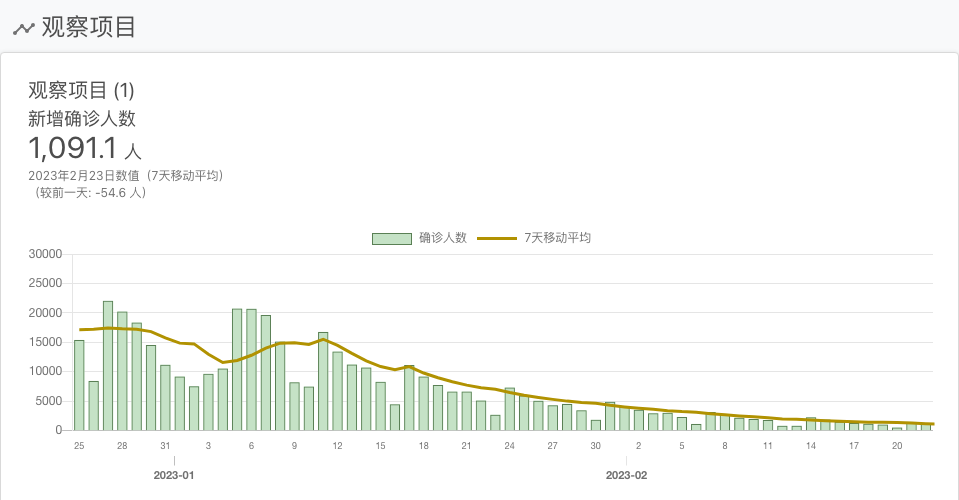 观察项目
观察项目 (1)
新增确诊人数
1,091.1 人
2023年2月23日数值（7天移动平均）
（较前一天: -54.6 人）
确诊人数 7天移动平均
30000
25000
20000
15000
10000
5000
0
25 28 31 3 6 9 12 15 18 21 24 27 30 2 5 8 11 14 17 20
2023-01 2023-02